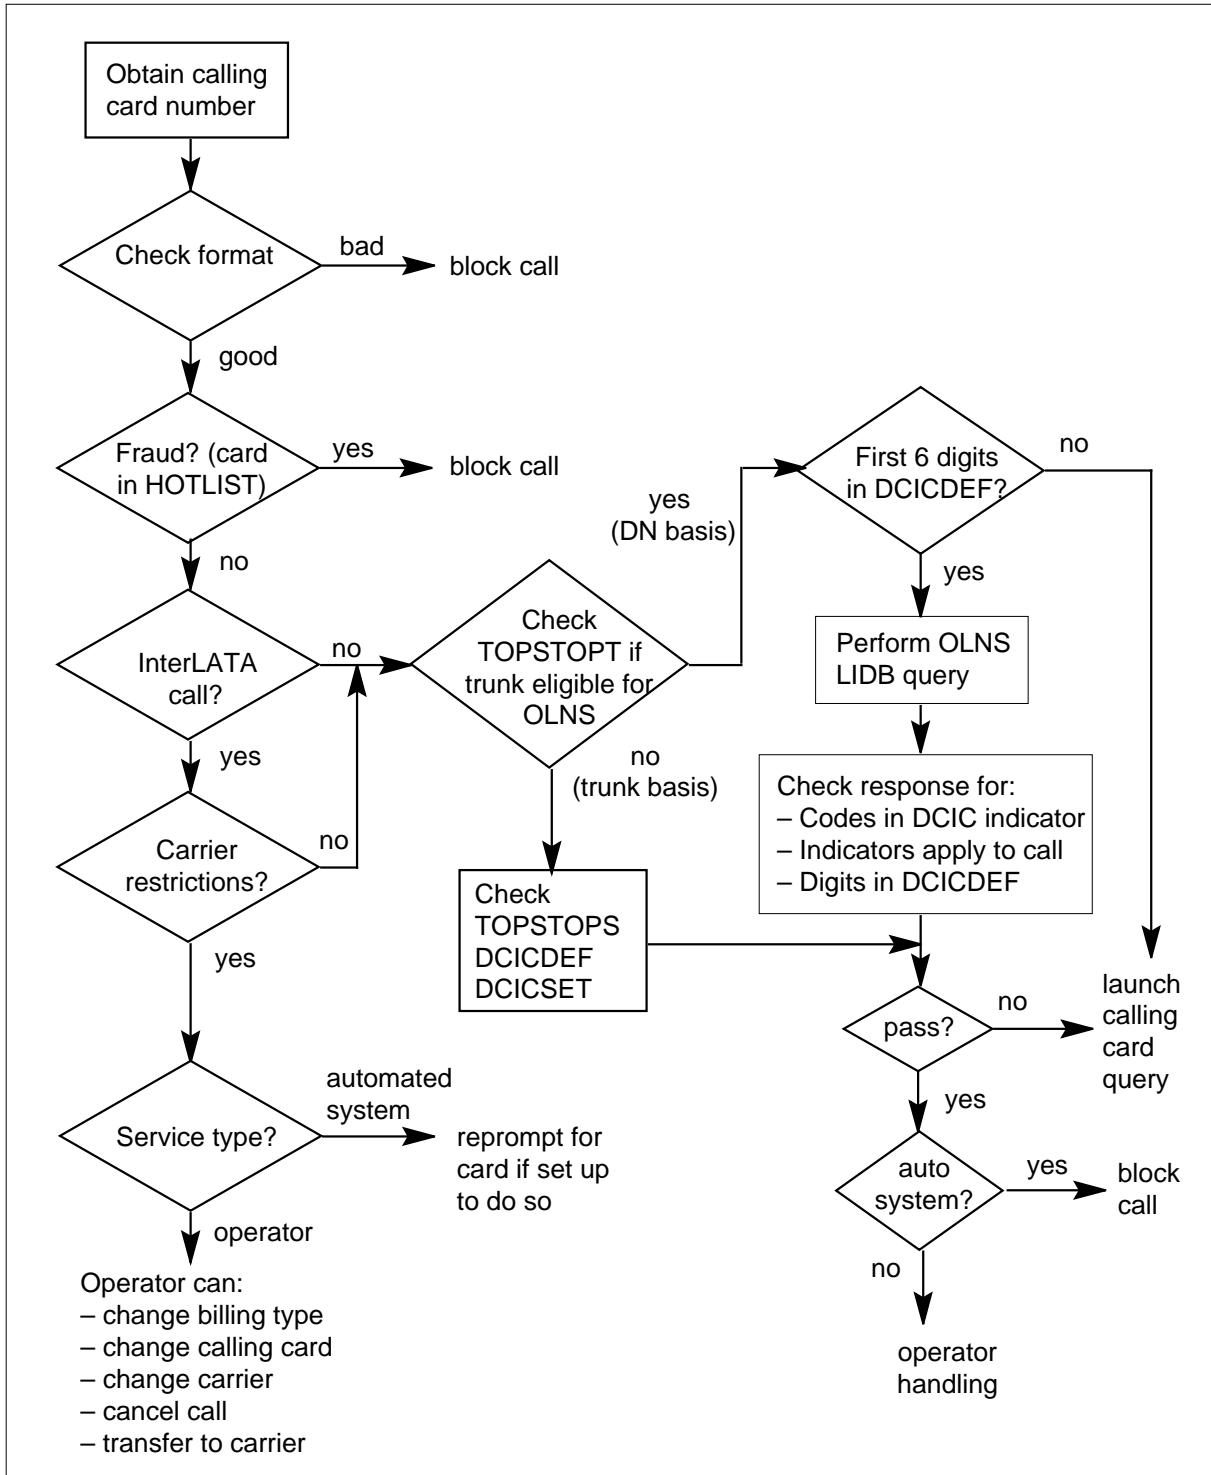 Obtain calling
card number
Check format
bad
block call
good
Fraud? (card
in HOTLIST)
yes
block call
no
InterLATA
call?
no
yes
Carrier
restrictions?
no
yes
Service type?
automated
system
reprompt for
card if set up
to do so
operator
Operator can:
– change billing type
– change calling card
– change carrier
– cancel call
– transfer to carrier
Check
TOPSTOPT if
trunk eligible for
OLNS
yes
(DN basis)
no
(trunk basis)
Check
TOPSTOPS
DCICDEF
DCICSET
First 6 digits
in DCICDEF?
no
yes
Perform OLNS
LIDB query
Check response for:
– Codes in DCIC indicator
– Indicators apply to call
– Digits in DCICDEF
pass?
no
launch
calling
card
query
yes
auto
system?
yes
block
call
no
operator
handling